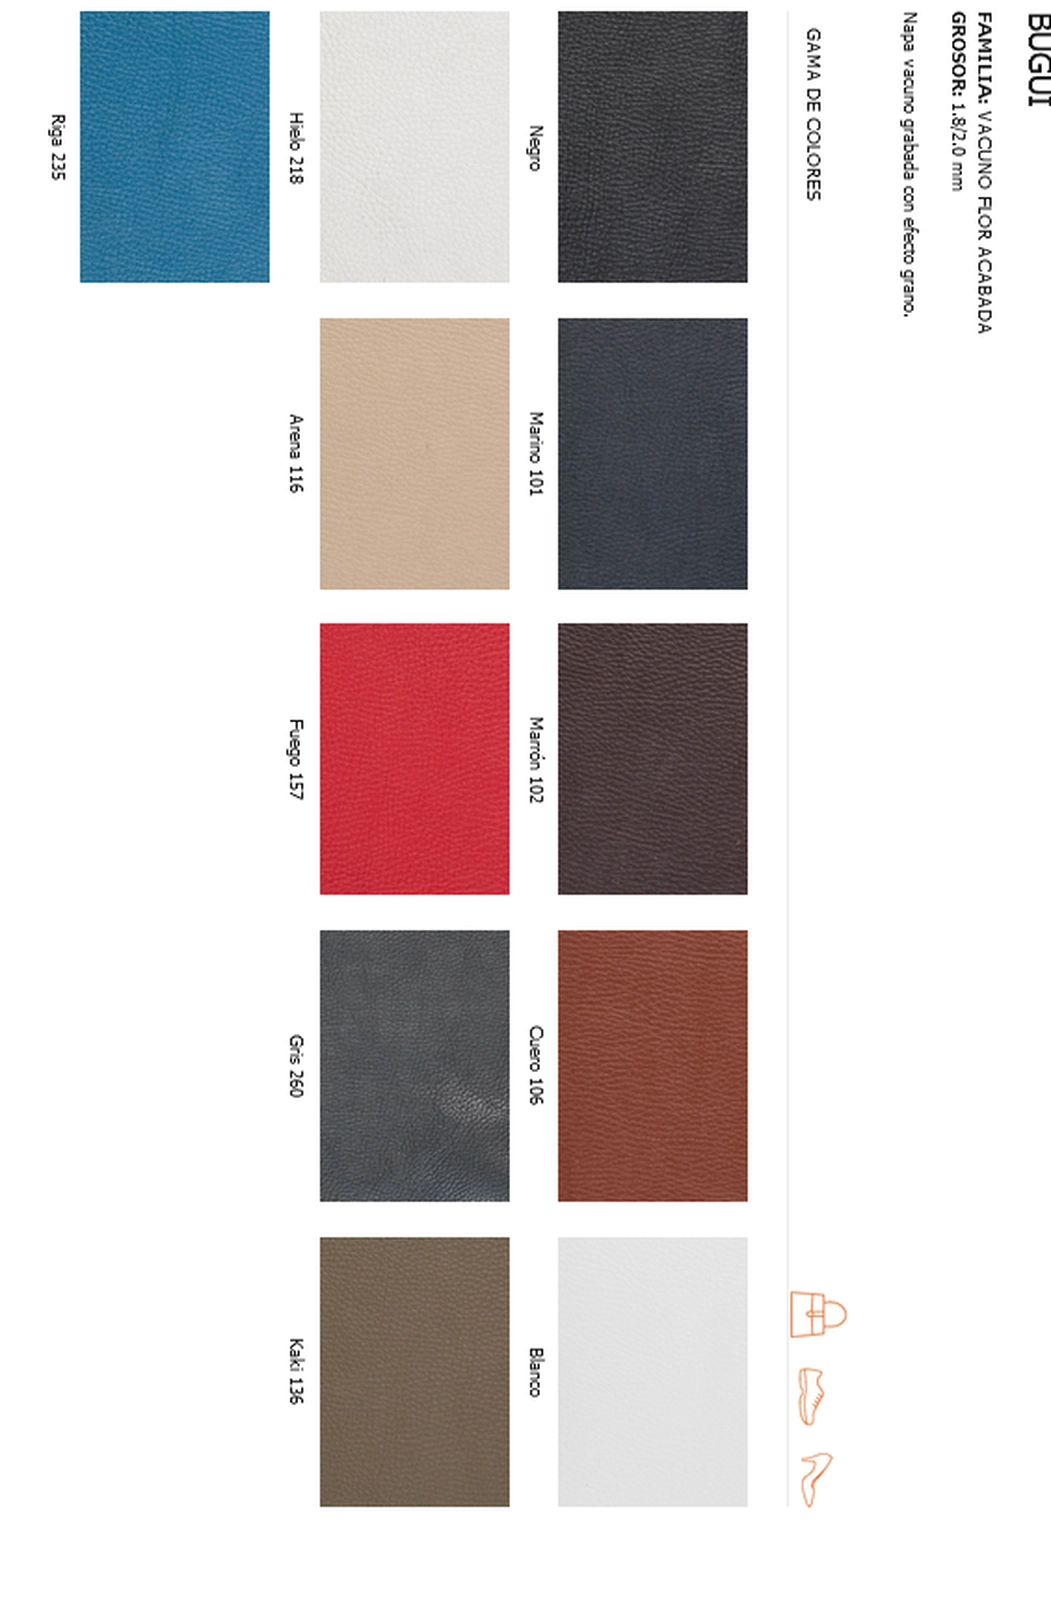 BUGUI
FAMILIA: VACUNO FLOR ACABADA
GROSOR: 1.8/2.0 mm
Napa vacuno grabada con efecto grano.
GAMA DE COLORES
Negro
Marino 101
Marrón 102
Cuero 106
Blanco
Hielo 218
Arena 116
Fuego 157
Gris 260
Kaki 136
Riga 235